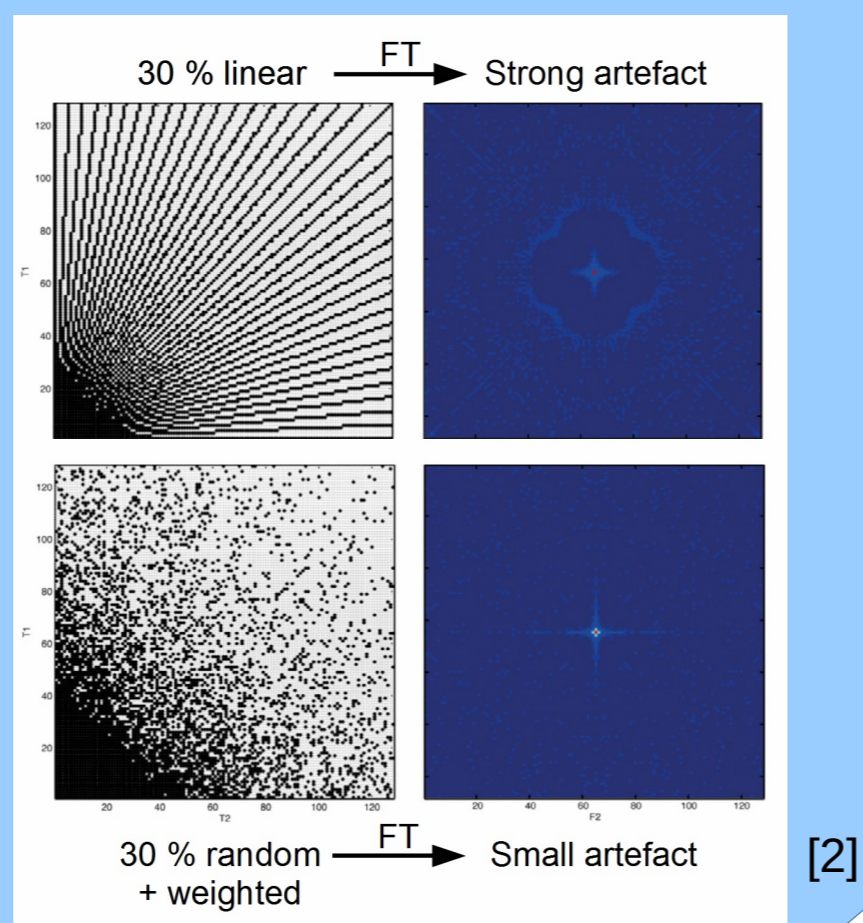 FT
30 % linear Strong artefact
120
100
80
T1
60
40
20
120
100
80
T1
60
40
20
20 40 60 80 100 120 20 40 60 80 100 120
T2 F2
FT
30 % random Small artefact
+ weighted
[2]